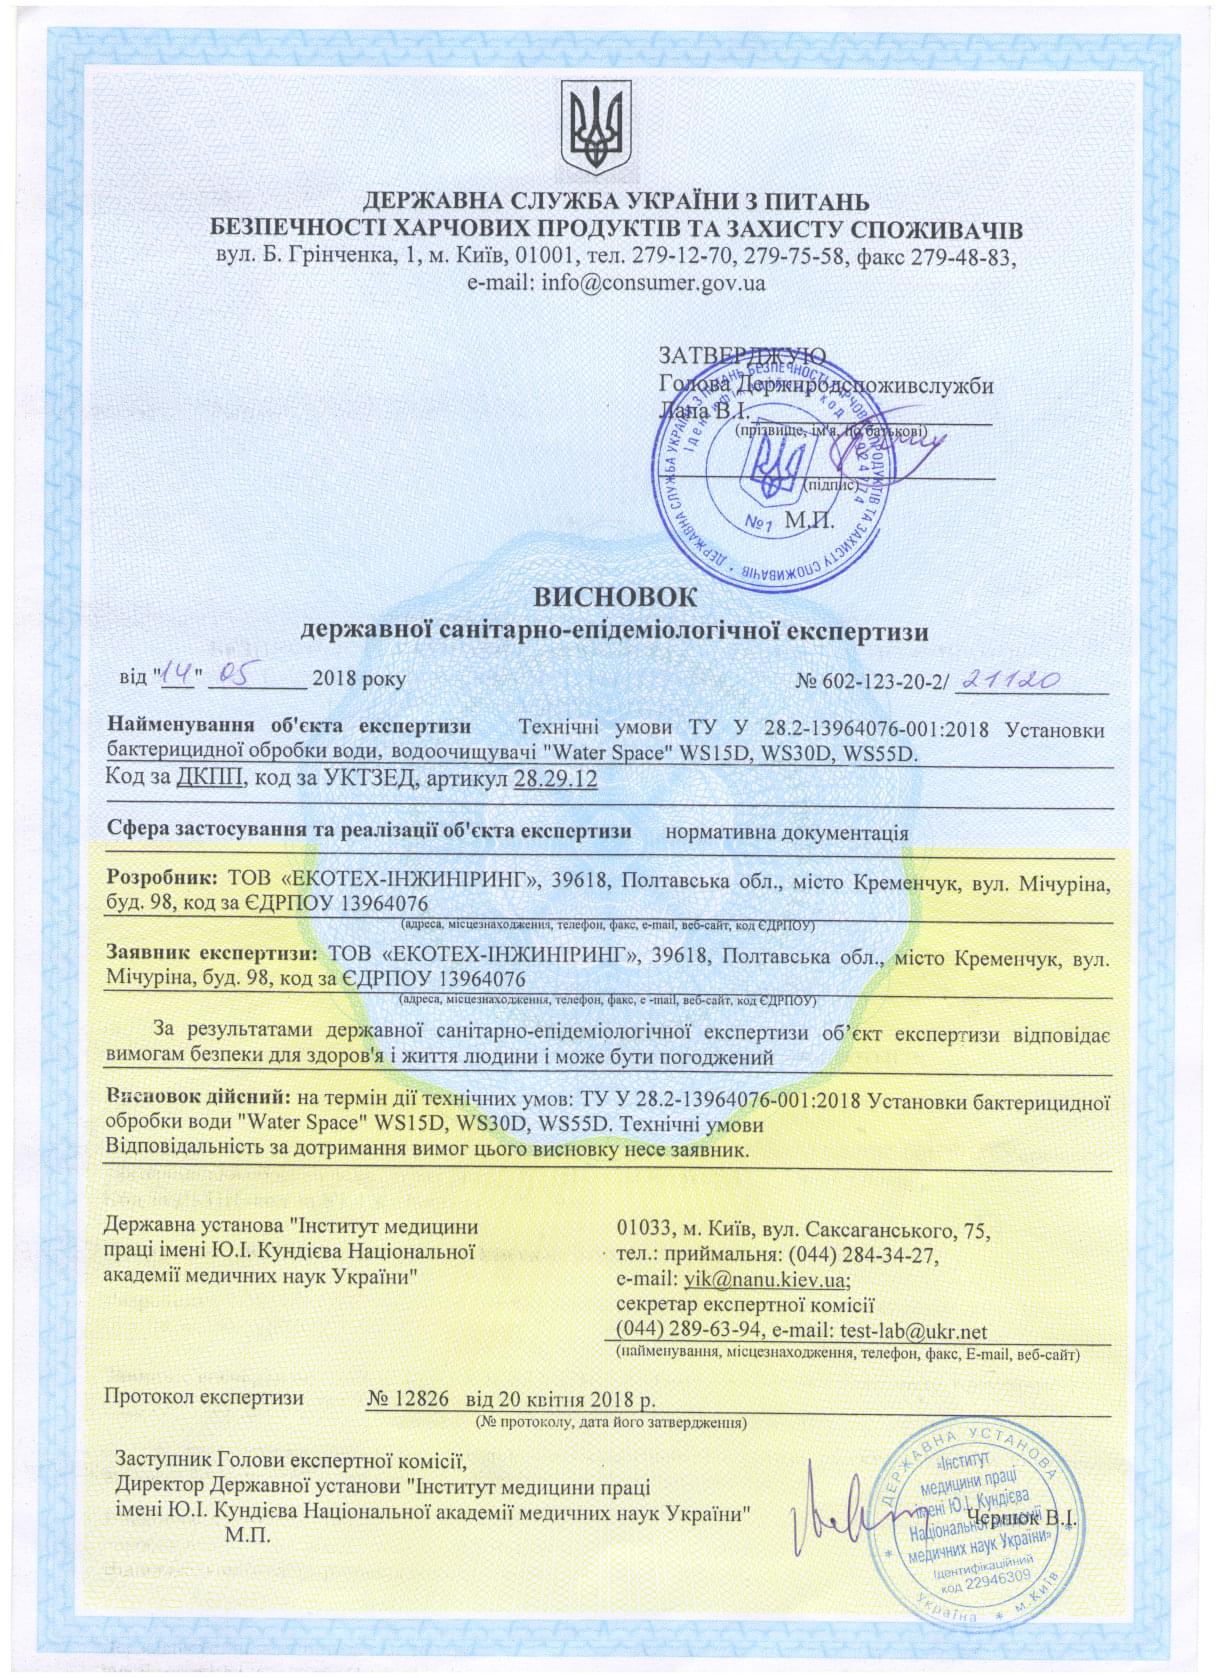 ДЕРЖАВНА СЛУЖБА УКРАЇНИ З ПИТАНЬ
БЕЗПЕЧНОСТІ ХАРЧОВИХ ПРОДУКТІВ ТА ЗАХИСТУ СПОЖИВАЧІВ
вул. Б. Грінченка, 1, м. Київ, 01001, тел. 279-12-70, 279-75-58, факс 279-48-83,
e-mail: info@consumer.gov.ua
ЗАТВЕРДЖУЮ
Голова Держпродспоживслужби
Лапа В.І.
(прізвище, ім'я, по батькові)
(підпис)
М.П.
ДЕРЖАВНА СЛУЖБА УКРАЇНИ З ПИТАНЬ БЕЗПЕЧНОСТІ ХАРЧОВИХ ПРОДУКТІВ ТА ЗАХИСТУ СПОЖИВАЧІВ
№1
ВИСНОВОК
державної санітарно-епідеміологічної експертизи
від "14" 05 2018 року
№ 602-123-20-2/ 21120
Найменування об'єкта експертизи Технічні умови ТУ У 28.2-13964076-001:2018 Установки
бактерицидної обробки води, водоочищувачі "Water Space" WS15D, WS30D, WS55D.
Код за ДКПП, код за УКТЗЕД, артикул 28.29.12
Сфера застосування та реалізації об'єкта експертизи нормативна документація
Розробник: ТОВ «ЕКОТЕХ-ІНЖИНІРИНГ», 39618, Полтавська обл., місто Кременчук, вул. Мічуріна,
буд. 98, код за ЄДРПОУ 13964076
(адреса, місцезнаходження, телефон, факс, e-mail, веб-сайт, код ЄДРПОУ)
Заявник експертизи: ТОВ «ЕКОТЕХ-ІНЖИНІРИНГ», 39618, Полтавська обл., місто Кременчук, вул.
Мічуріна, буд. 98, код за ЄДРПОУ 13964076
(адреса, місцезнаходження, телефон, факс, e -mail, веб-сайт, код ЄДРПОУ)
За результатами державної санітарно-епідеміологічної експертизи об’єкт експертизи відповідає
вимогам безпеки для здоров'я і життя людини і може бути погоджений
Висновок дійсний: на термін дії технічних умов: ТУ У 28.2-13964076-001:2018 Установки бактерицидної
обробки води "Water Space" WS15D, WS30D, WS55D. Технічні умови
Відповідальність за дотримання вимог цього висновку несе заявник.
Державна установа "Інститут медицини
праці імені Ю.І. Кундієва Національної
академії медичних наук України"
01033, м. Київ, вул. Саксаганського, 75,
тел.: приймальня: (044) 284-34-27,
e-mail: yik@nanu.kiev.ua;
секретар експертної комісії
(044) 289-63-94, e-mail: test-lab@ukr.net
(найменування, місцезнаходження, телефон, факс, E-mail, веб-сайт)
Протокол експертизи № 12826 від 20 квітня 2018 р.
(№ протоколу, дата його затвердження)
Заступник Голови експертної комісії,
Директор Державної установи "Інститут медицини праці
імені Ю.І. Кундієва Національної академії медичних наук України"
М.П.
Чернюк В.І.
ДЕРЖАВНА УСТАНОВА
«Інститут
медицини праці
імені Ю.І. Кундієва
Національної академії
медичних наук України»
Ідентифікаційний
код 22946309
Україна * м. Київ